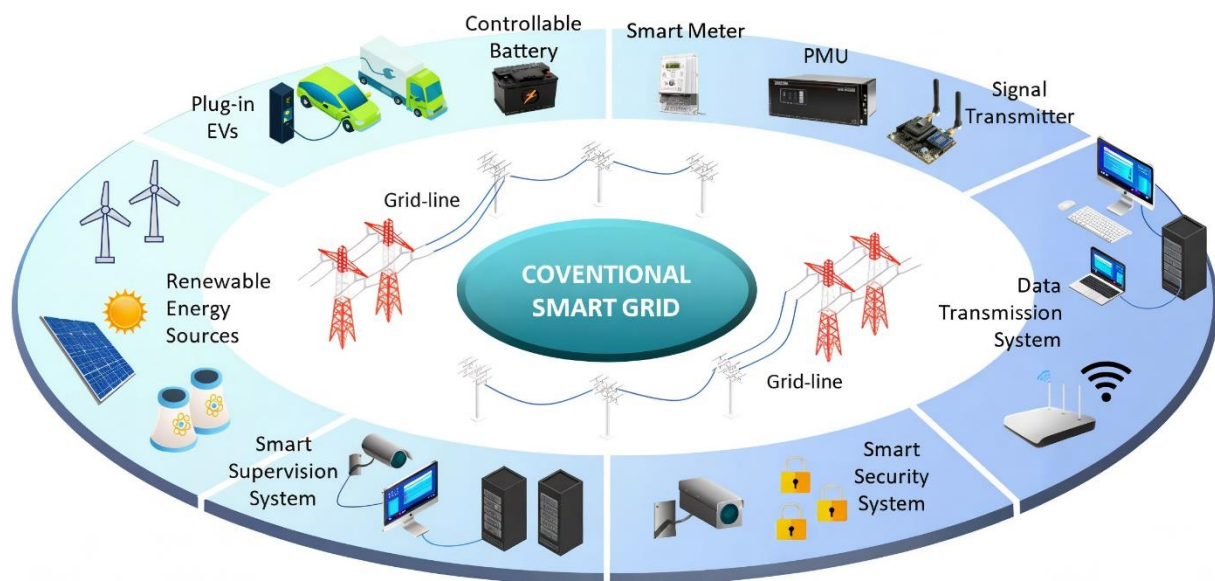 Controllable
Battery
Smart Meter
PMU
Signal
Transmitter
Plug-in
EVs
Grid-line
Renewable
Energy
Sources
COVENTIONAL
SMART GRID
Data
Transmission
System
Grid-line
Smart
Supervision
System
Smart
Security
System